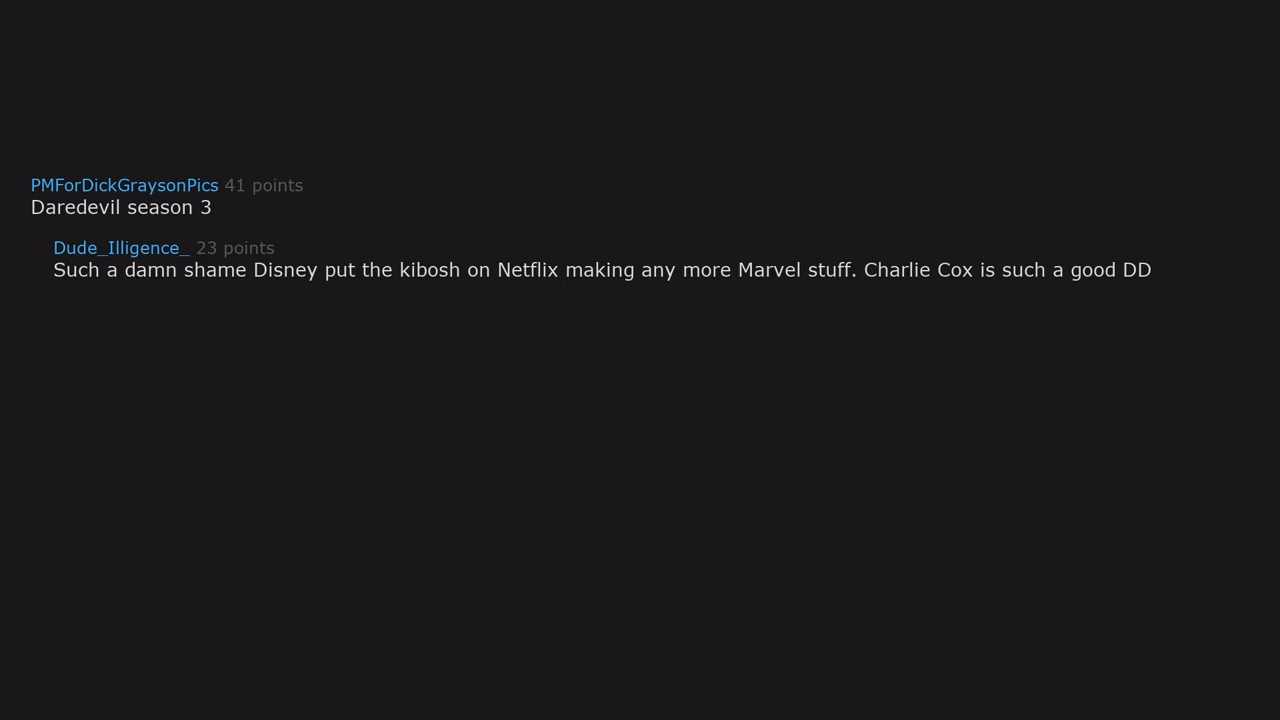 PMForDickGraysonPics 41 points
Daredevil season 3
Dude_Illigence_ 23 points
Such a damn shame Disney put the kibosh on Netflix making any more Marvel stuff. Charlie Cox is such a good DD